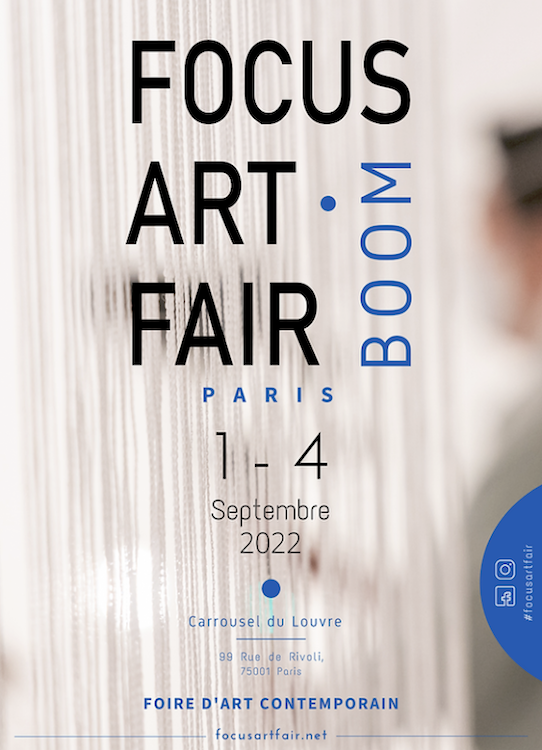 FOCUS
ART •
FAIR
BOOM
PARIS
1 - 4
Septembre
2022
Carrousel du Louvre
99 Rue de Rivoli,
75001 Paris
FOIRE D'ART CONTEMPORAIN
focusartfair.net
#focusartfair